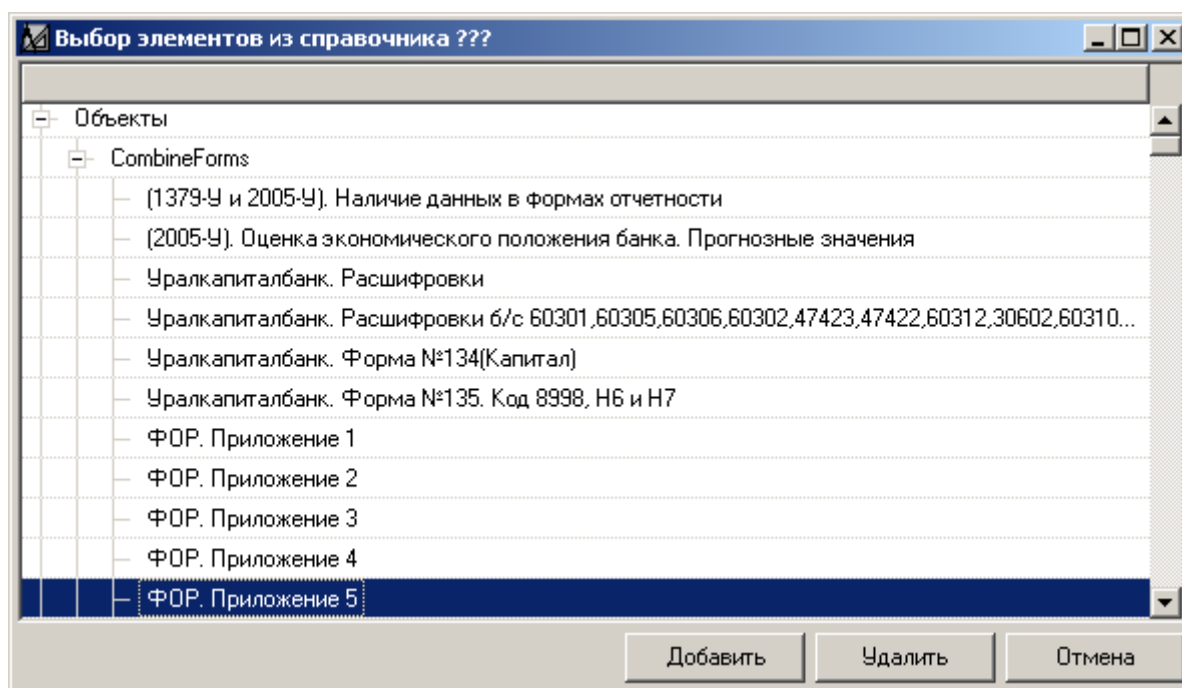 Выбор элементов из справочника ???
Объекты
CombineForms
(1379-У и 2005-У). Наличие данных в формах отчетности
(2005-У). Оценка экономического положения банка. Прогнозные значения
Уралкапиталбанк. Расшифровки
Уралкапиталбанк. Расшифровки б/с 60301,60305,60306,60302,47423,47422,60312,30602,60310...
Уралкапиталбанк. Форма №134(Капитал)
Уралкапиталбанк. Форма №135. Код 8998, Н6 и Н7
ФОР. Приложение 1
ФОР. Приложение 2
ФОР. Приложение 3
ФОР. Приложение 4
ФОР. Приложение 5
Добавить Удалить Отмена